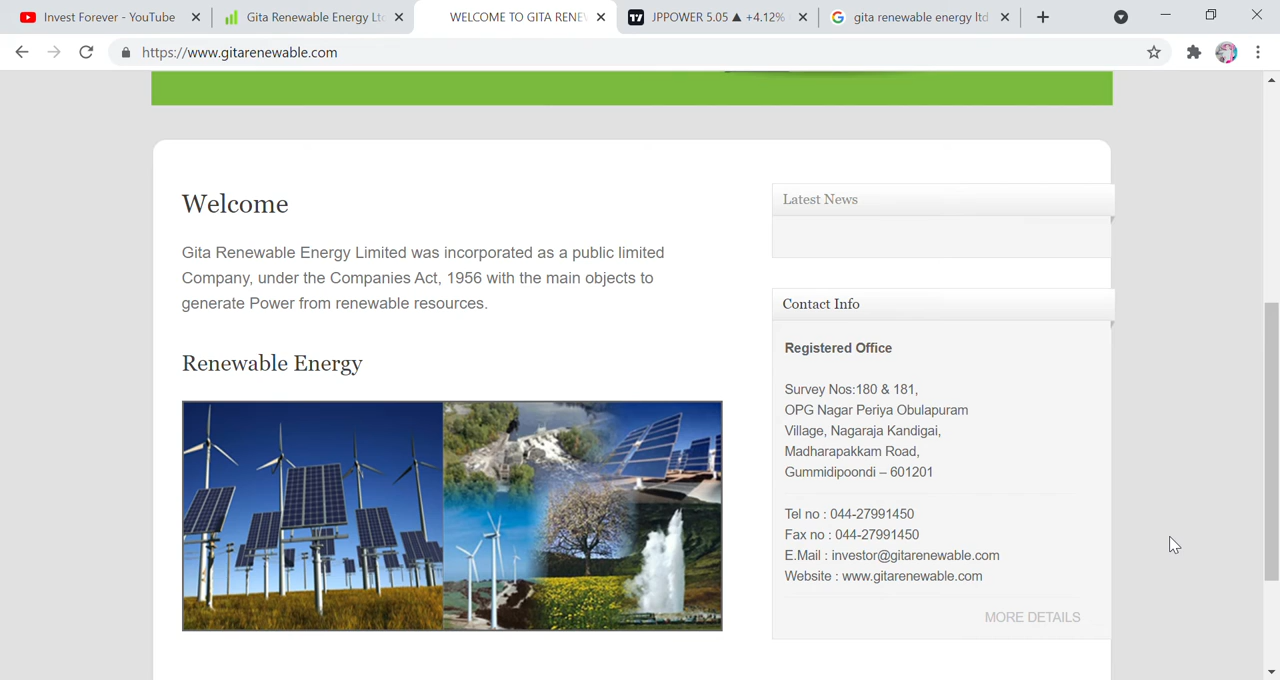 Invest Forever - YouTube
Gita Renewable Energy Ltd
WELCOME TO GITA RENE
JPPOWER 5.05 ▲ +4.12%
gita renewable energy ltd
https://www.gitarenewable.com
Welcome
Gita Renewable Energy Limited was incorporated as a public limited
Company, under the Companies Act, 1956 with the main objects to
generate Power from renewable resources.
Renewable Energy
Latest News
Contact Info
Registered Office
Survey Nos:180 & 181,
OPG Nagar Periya Obulapuram
Village, Nagaraja Kandigai,
Madharapakkam Road,
Gummidipoondi – 601201
Tel no : 044-27991450
Fax no : 044-27991450
E.Mail : investor@gitarenewable.com
Website : www.gitarenewable.com
MORE DETAILS